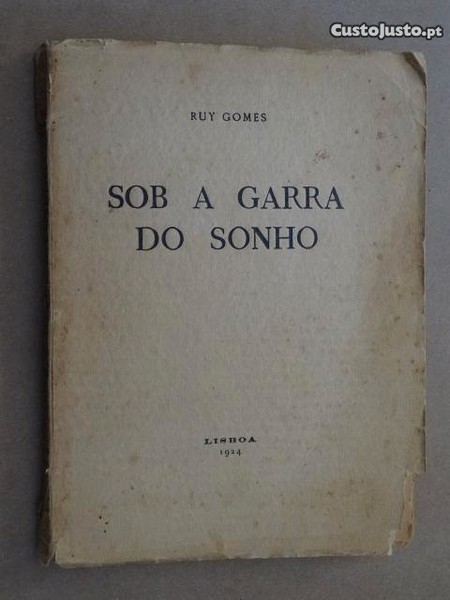 CustoJusto.pt
RUY GOMES
SOB A GARRA
DO SONHO
LISBOA
1924